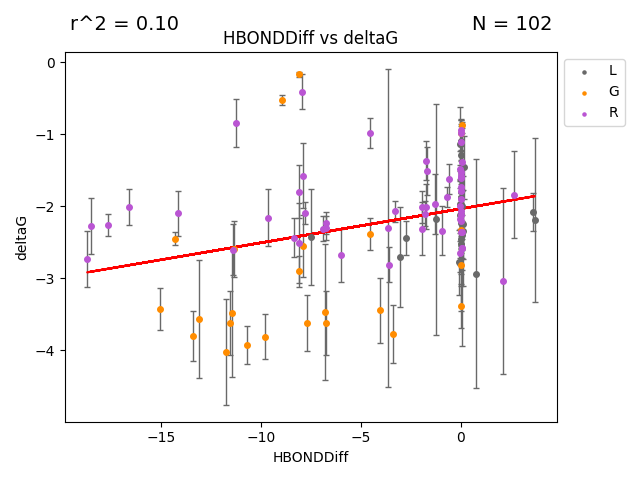 r^2 = 0.10
N = 102
HBONDDiff vs deltaG
L
G
R
0
−1
−2
−3
−4
deltaG
−15
−10
−5
0
HBONDDiff